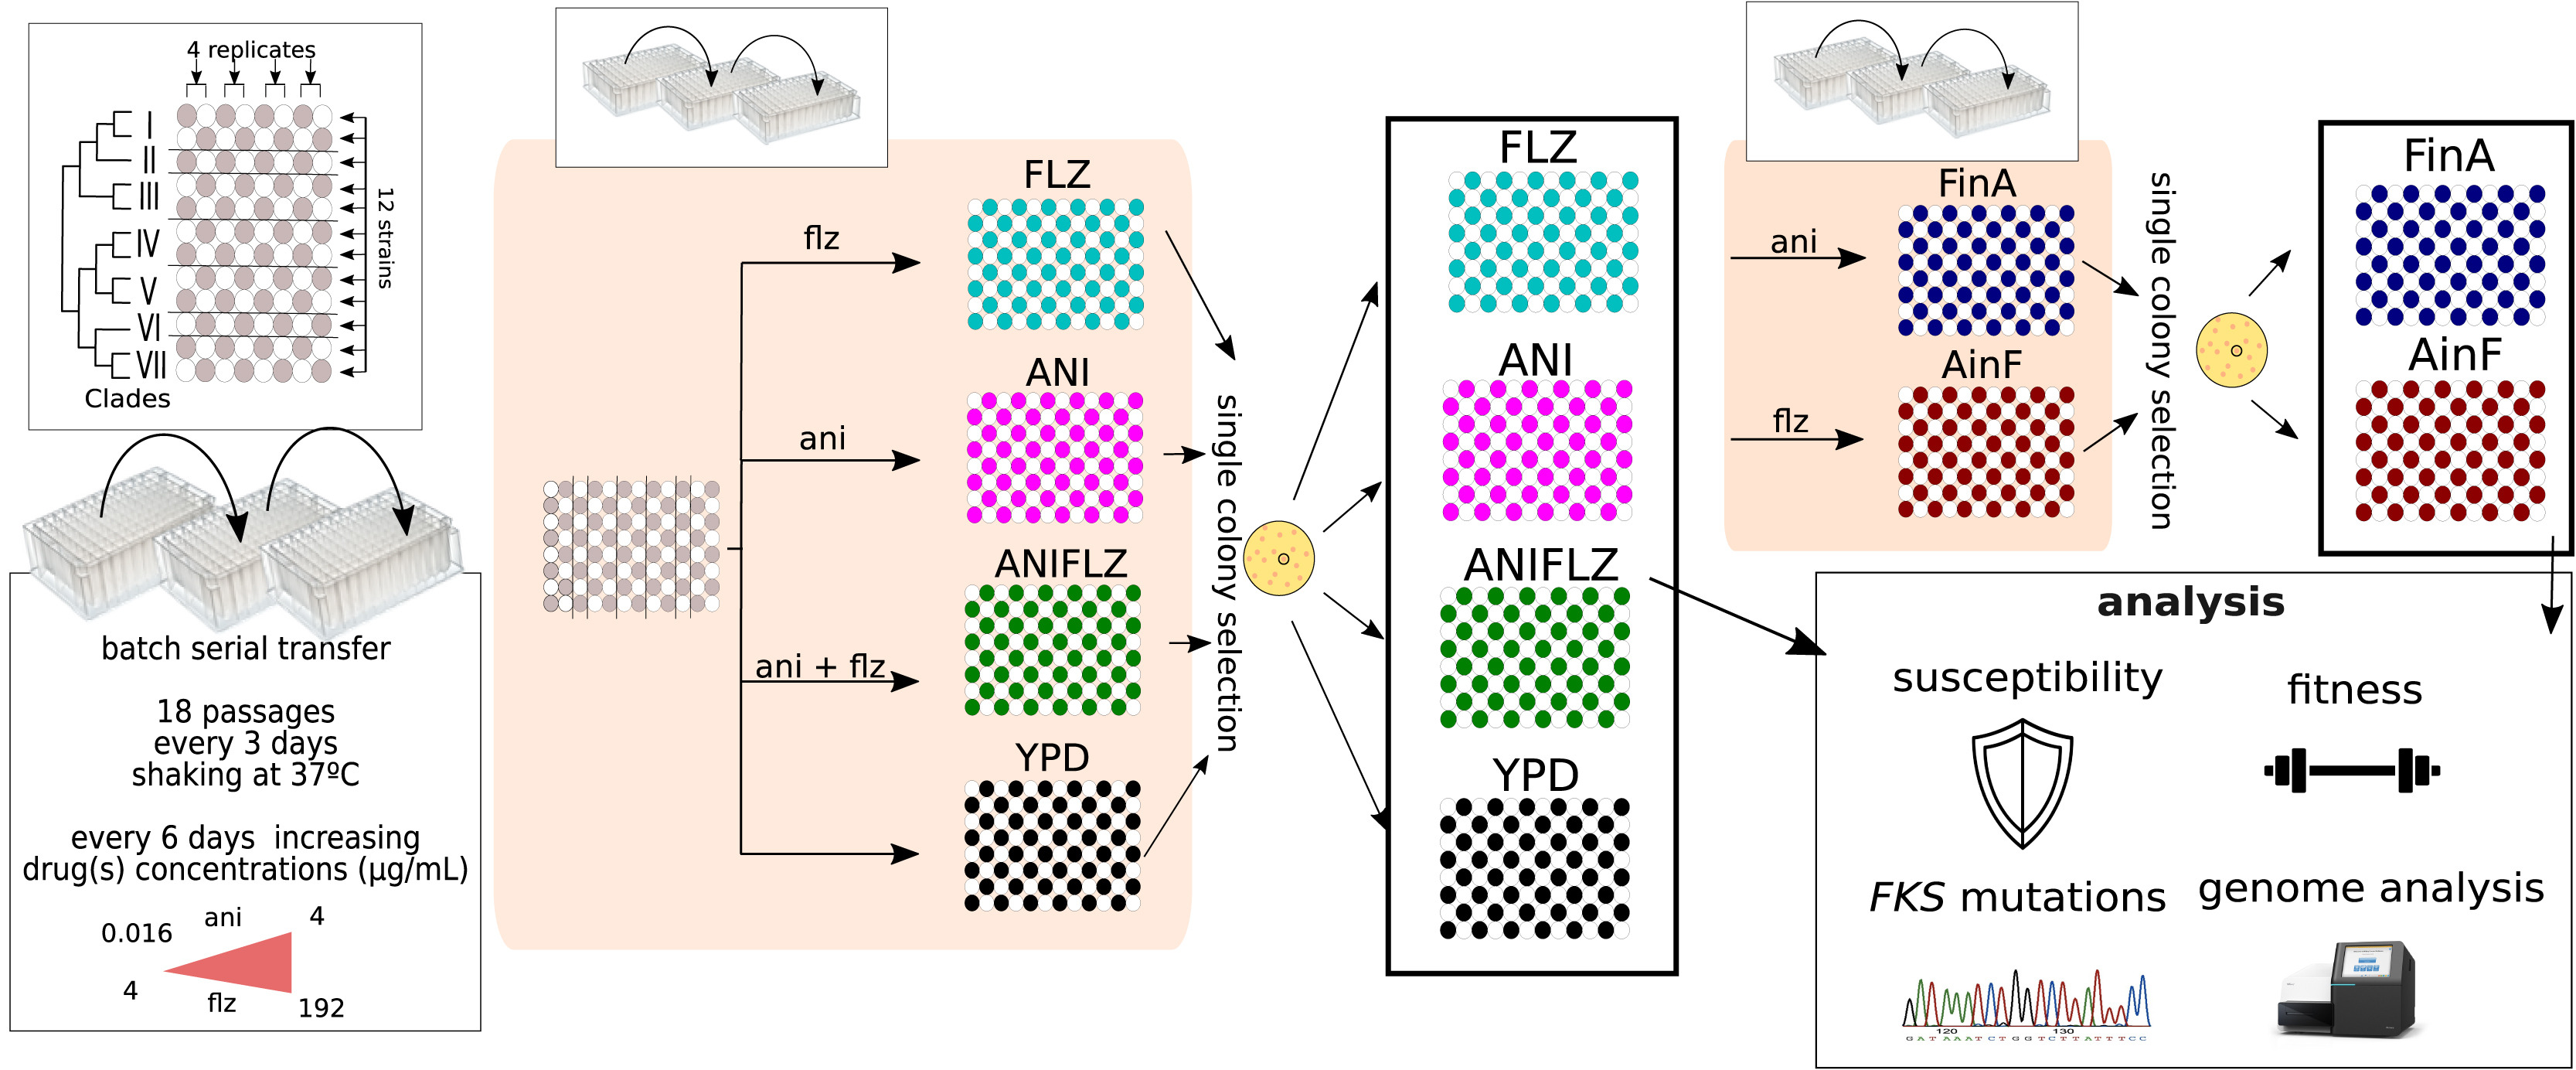 4 replicates
I
II
III
IV
V
VI
VII
Clades
12 strains
batch serial transfer
18 passages
every 3 days
shaking at 37ºC
every 6 days increasing
drug(s) concentrations (µg/mL)
0.016
ani
4
4
flz
192
flz
ani
ani + flz
FLZ
ANI
ANIFLZ
YPD
single colony selection
FLZ
ANI
ANIFLZ
YPD
ani
flz
FinA
AinF
single colony selection
FinA
AinF
analysis
susceptibility
fitness
FKS mutations
genome analysis
120
130
G A T A A A T C T G G T C T T A T T T C C